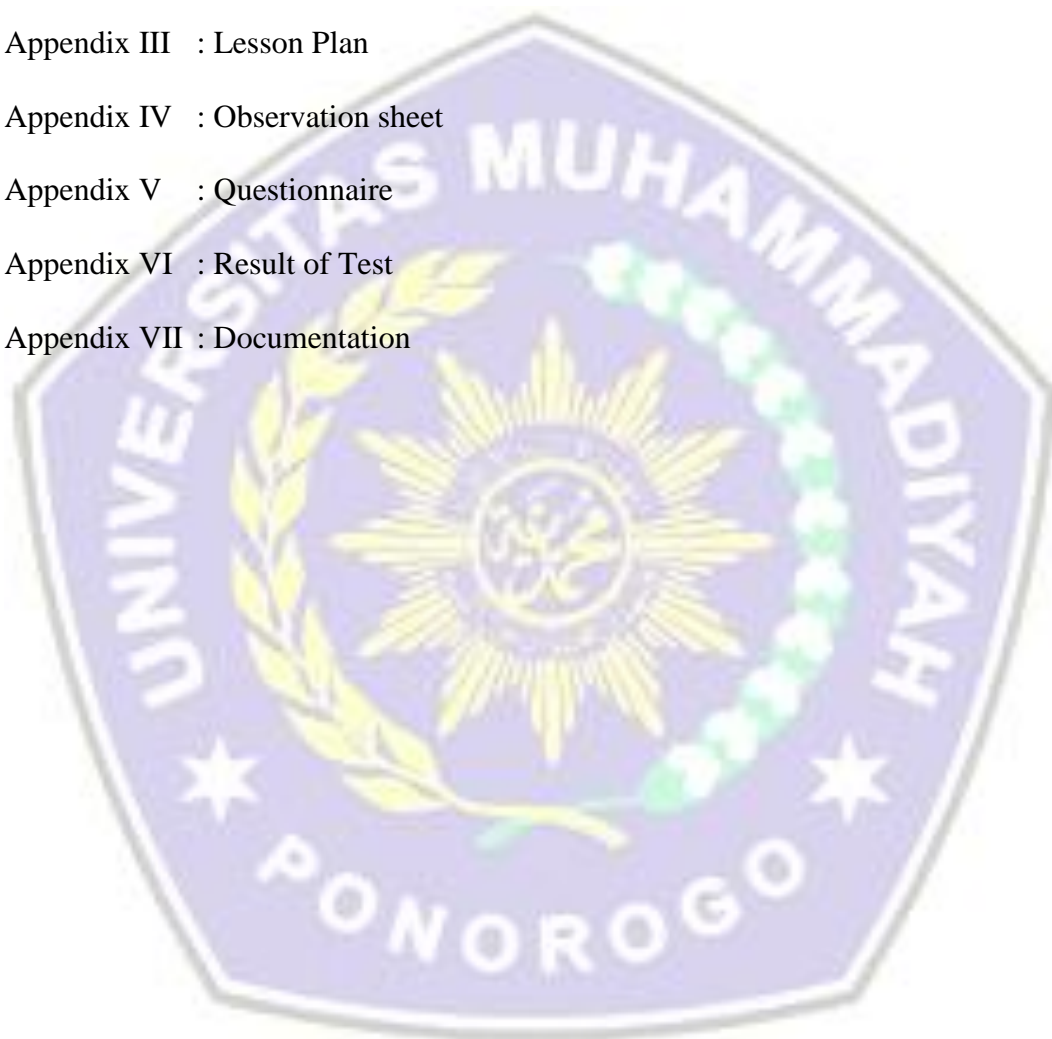 Appendix III : Lesson Plan
Appendix IV : Observation sheet
Appendix V : Questionnaire
Appendix VI : Result of Test
Appendix VII : Documentation
UNIVERSITAS MUHAMMADIYAH
PONOROGO